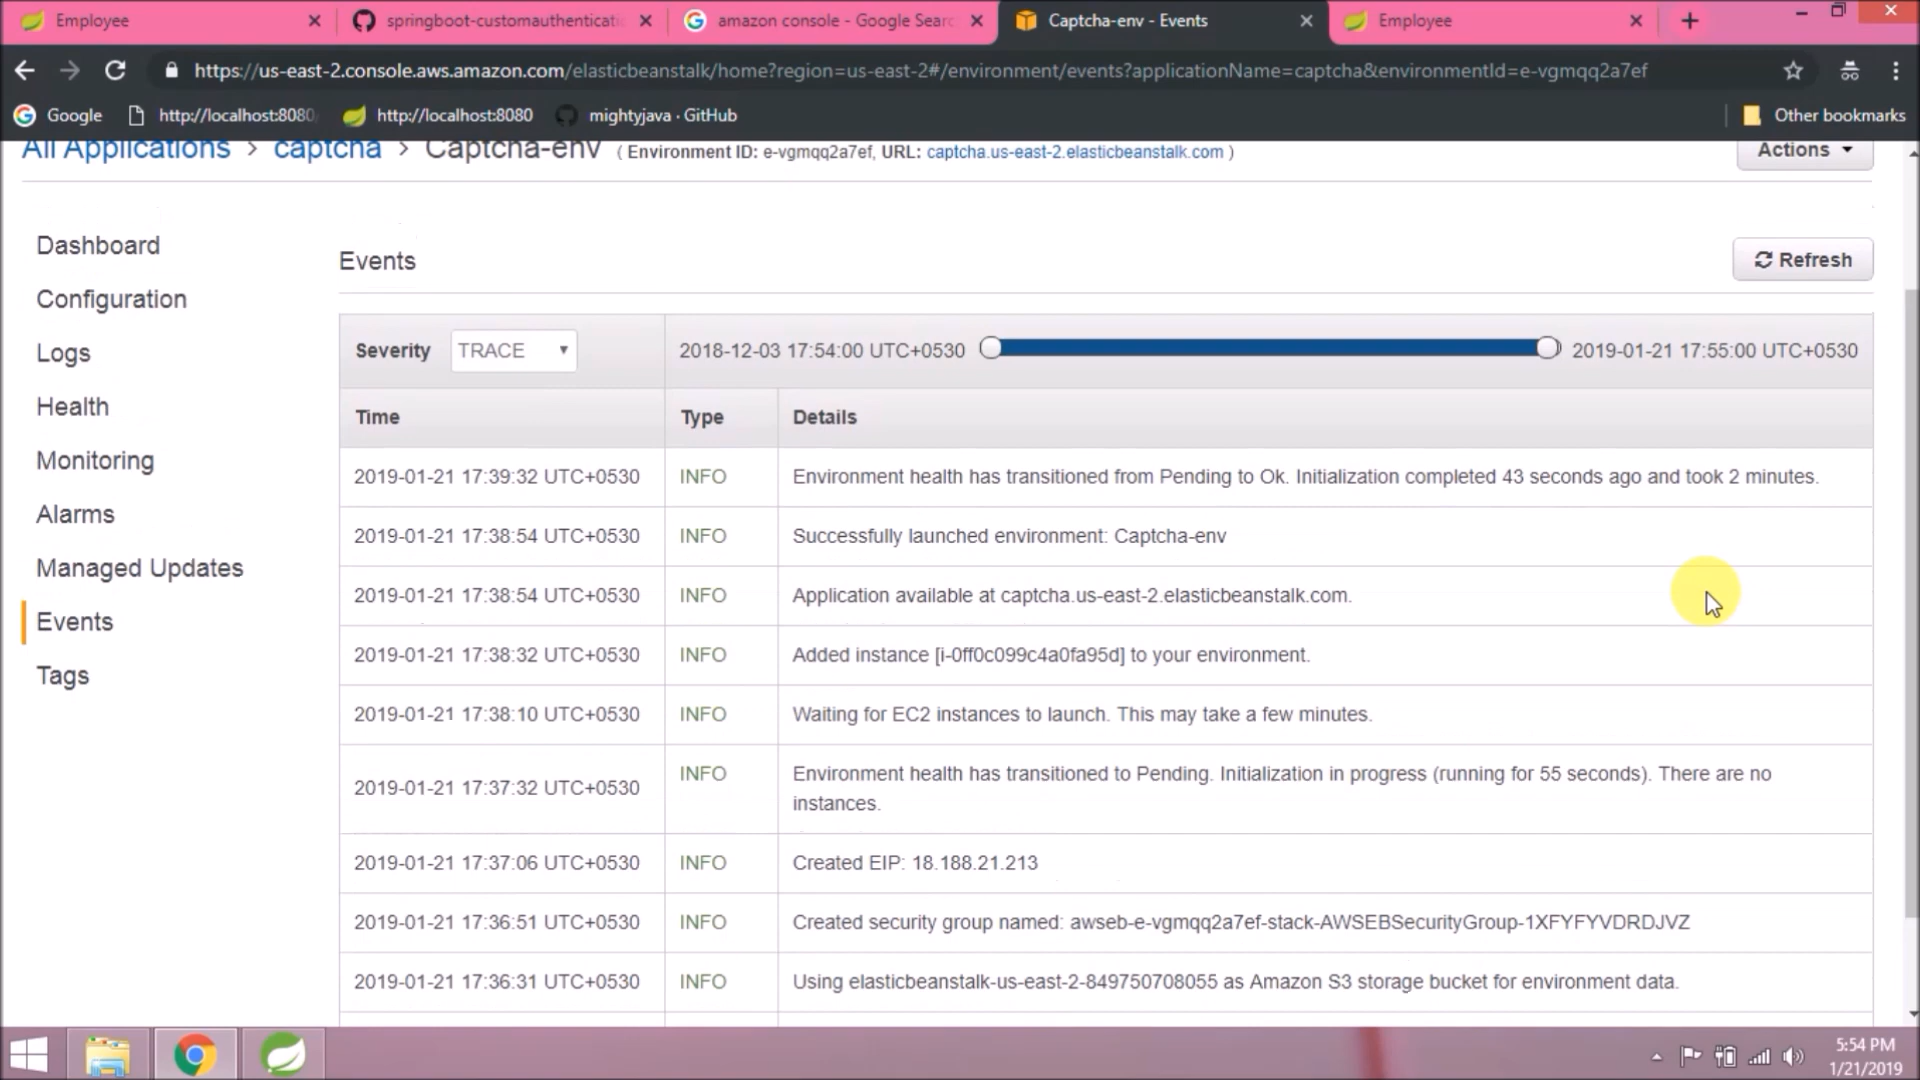 Employee
springboot-customauthenticati
amazon console - Google Searc
Captcha-env - Events
Employee
https://us-east-2.console.aws.amazon.com/elasticbeanstalk/home?region=us-east-2#/environment/events?applicationName=captcha&environmentId=e-vgmqq2a7ef
Google
http://localhost:8080
http://localhost:8080
mightyjava · GitHub
Other bookmarks
All Applications > captcha > Captcha-env ( Environment ID: e-vgmqq2a7ef, URL: captcha.us-east-2.elasticbeanstalk.com )
Actions
Dashboard
Configuration
Logs
Health
Monitoring
Alarms
Managed Updates
Events
Tags
Events
Refresh
Severity TRACE 2018-12-03 17:54:00 UTC+0530 2019-01-21 17:55:00 UTC+0530
Time Type Details
2019-01-21 17:39:32 UTC+0530 INFO Environment health has transitioned from Pending to Ok. Initialization completed 43 seconds ago and took 2 minutes.
2019-01-21 17:38:54 UTC+0530 INFO Successfully launched environment: Captcha-env
2019-01-21 17:38:54 UTC+0530 INFO Application available at captcha.us-east-2.elasticbeanstalk.com.
2019-01-21 17:38:32 UTC+0530 INFO Added instance [i-0ff0c099c4a0fa95d] to your environment.
2019-01-21 17:38:10 UTC+0530 INFO Waiting for EC2 instances to launch. This may take a few minutes.
2019-01-21 17:37:32 UTC+0530 INFO Environment health has transitioned to Pending. Initialization in progress (running for 55 seconds). There are no
instances.
2019-01-21 17:37:06 UTC+0530 INFO Created EIP: 18.188.21.213
2019-01-21 17:36:51 UTC+0530 INFO Created security group named: awseb-e-vgmqq2a7ef-stack-AWSEBSecurityGroup-1XFYFYVDRDJVZ
2019-01-21 17:36:31 UTC+0530 INFO Using elasticbeanstalk-us-east-2-849750708055 as Amazon S3 storage bucket for environment data.
5:54 PM
1/21/2019